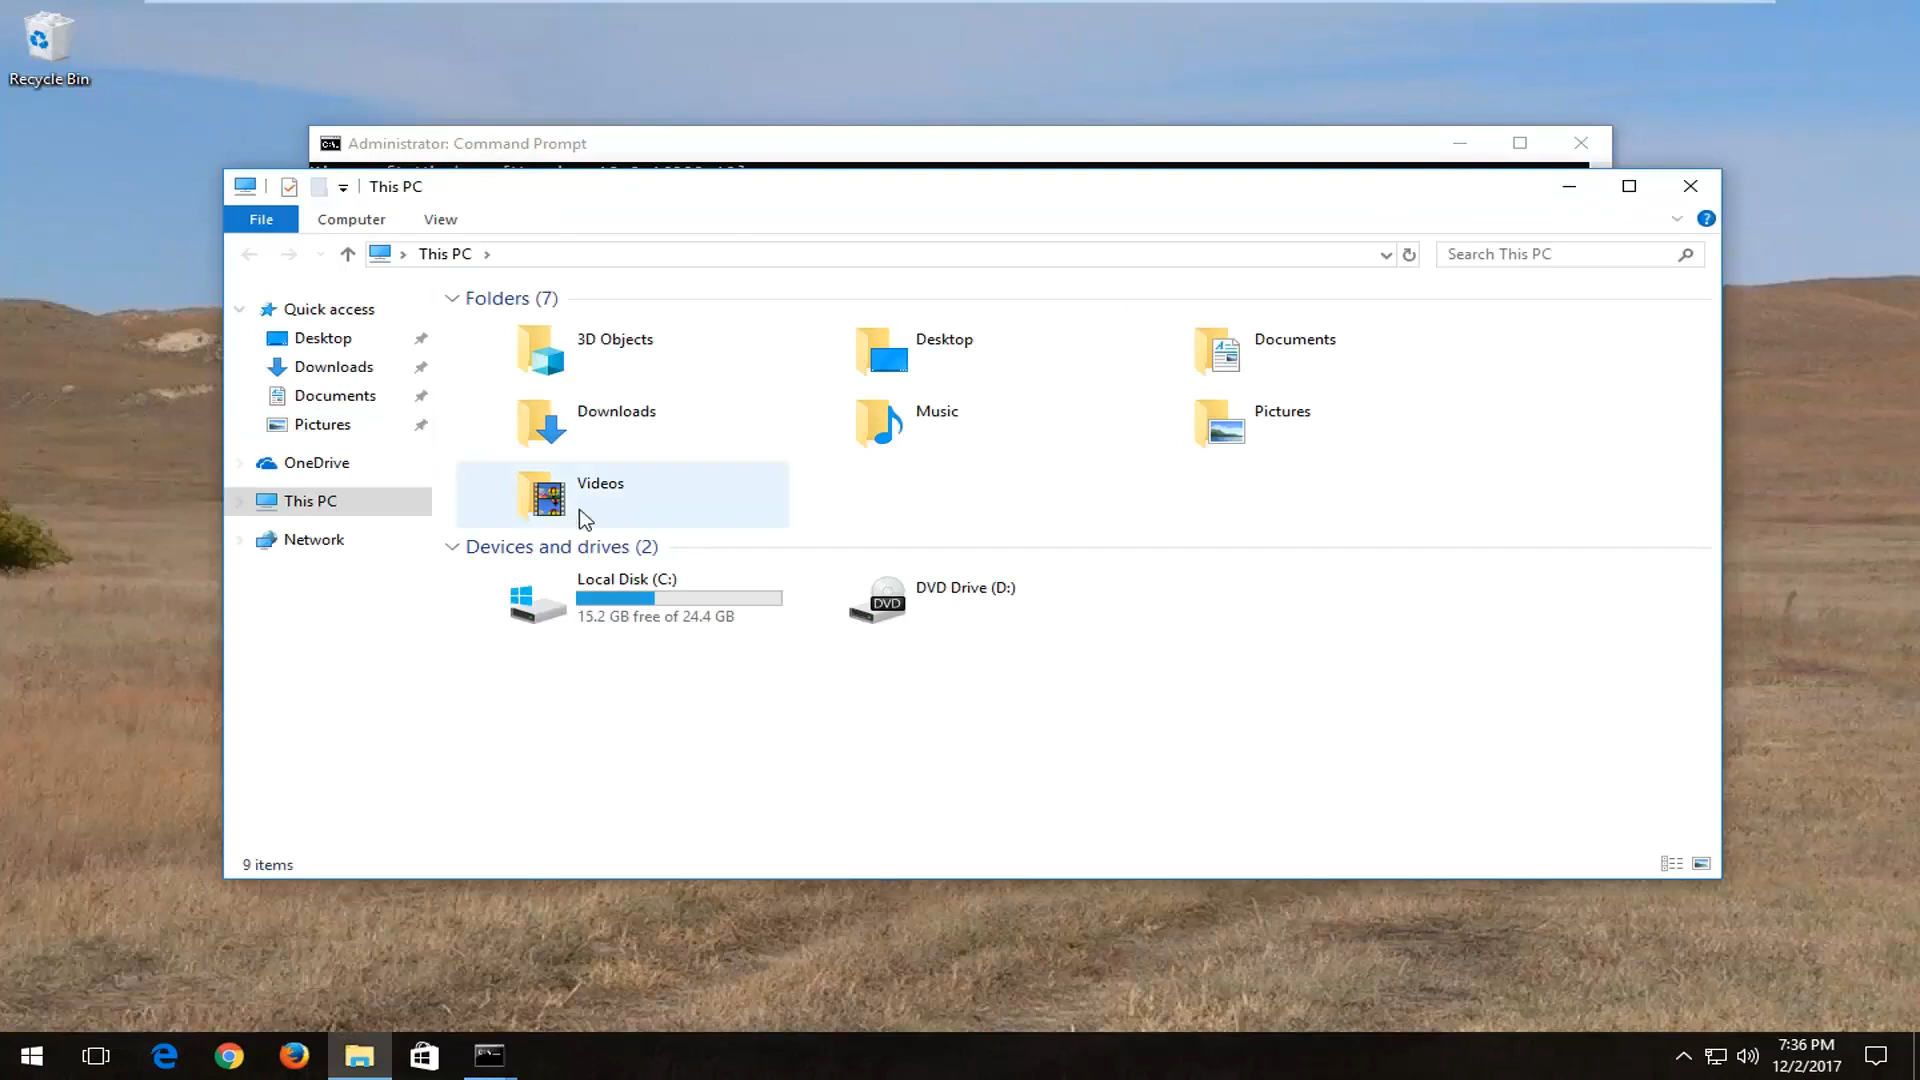 Recycle Bin
Administrator: Command Prompt
This PC
File
Computer
View
This PC
Search This PC
Quick access
Desktop
Downloads
Documents
Pictures
OneDrive
This PC
Network
Folders (7)
3D Objects
Desktop
Documents
Downloads
Music
Pictures
Videos
Devices and drives (2)
Local Disk (C:)
15.2 GB free of 24.4 GB
DVD
DVD Drive (D:)
9 items
7:36 PM
12/2/2017